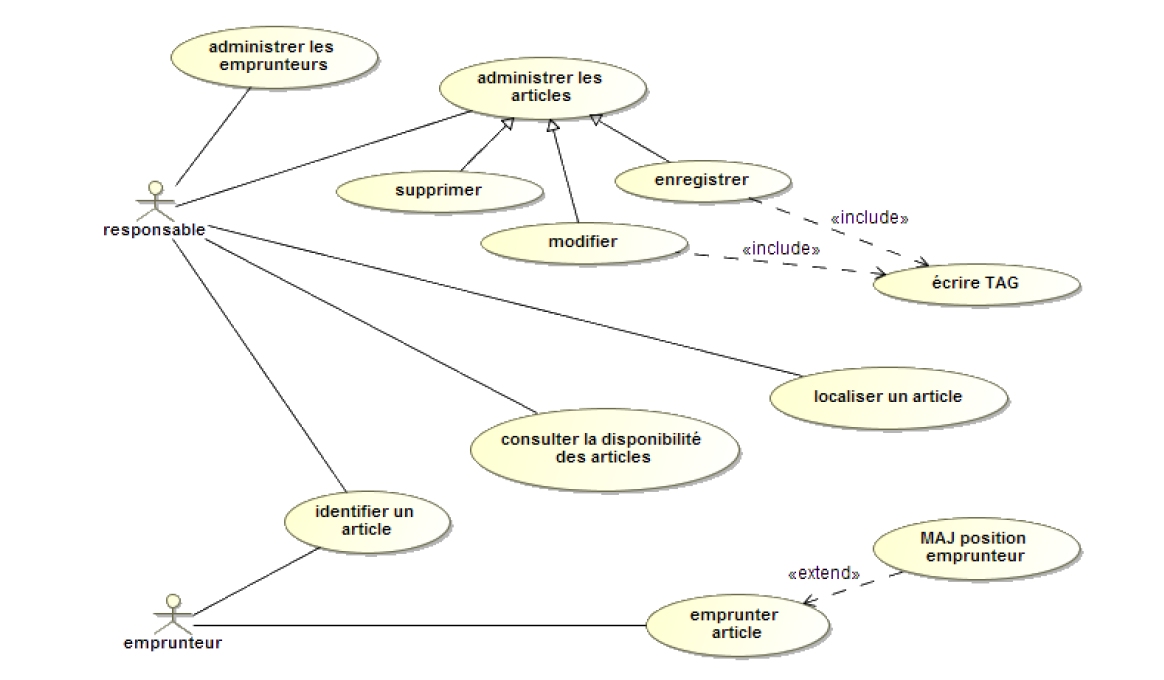 administrer les
emprunteurs
administrer les
articles
supprimer
enregistrer
modifier
«include»
«include»
écrire TAG
responsable
localiser un article
consulter la disponibilité
des articles
identifier un
article
MAJ position
emprunteur
«extend»
emprunter
article
emprunteur